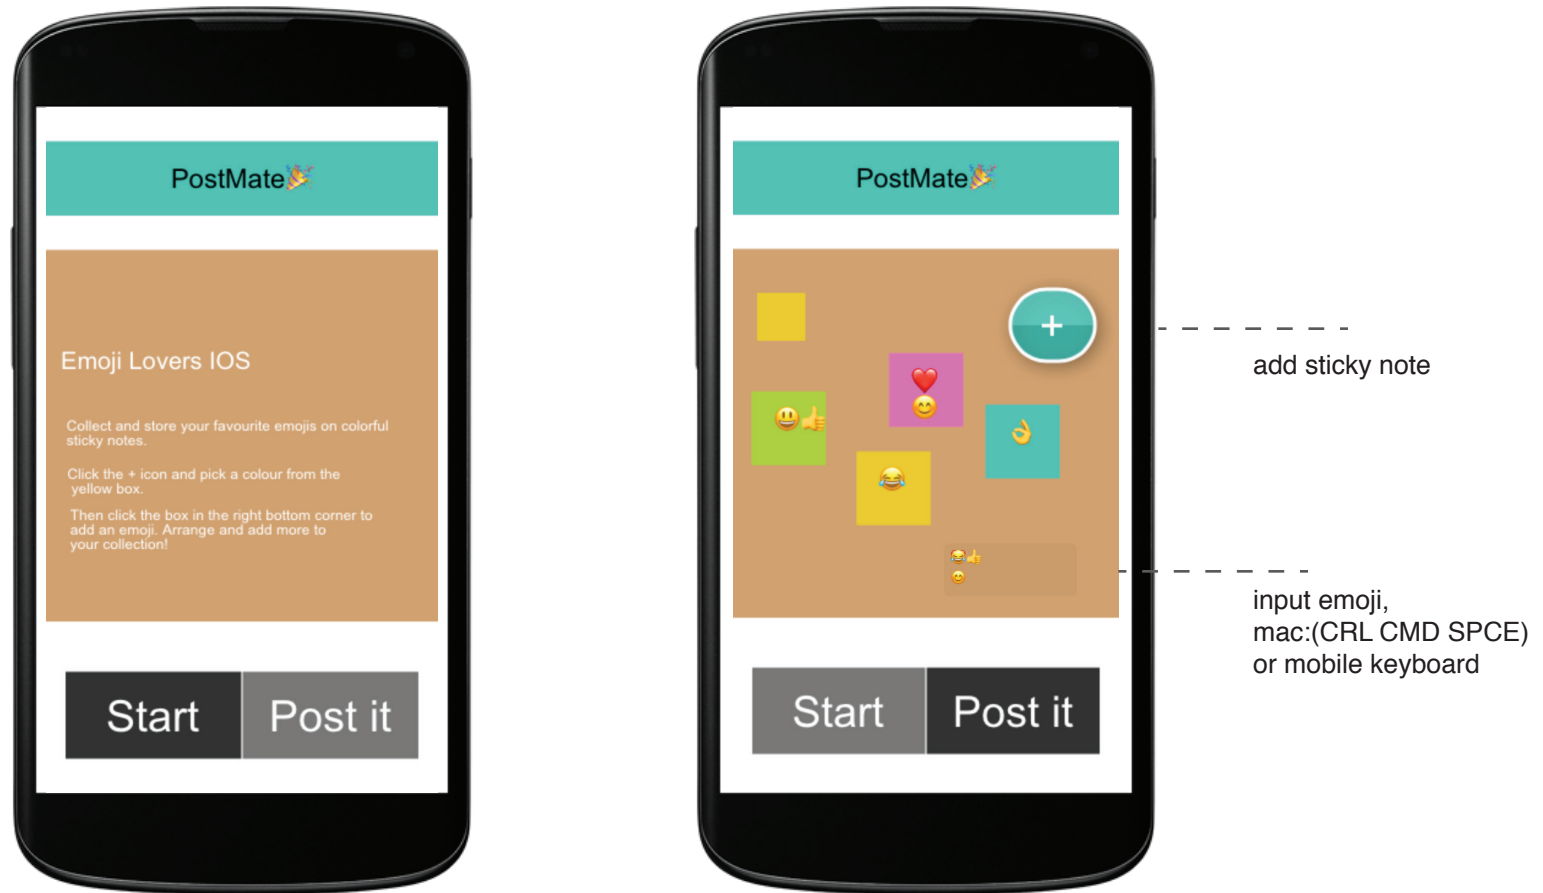 PostMate🎉
Emoji Lovers IOS
Collect and store your favourite emojis on colorful
sticky notes.
Click the + icon and pick a colour from the
yellow box.
Then click the box in the right bottom corner to
add an emoji. Arrange and add more to
your collection!
Start
Post it
PostMate🎉
+
❤️
😊
😃👍
👌
😂
😂👍
😊
Start
Post it
add sticky note
input emoji,
mac:(CRL CMD SPCE)
or mobile keyboard